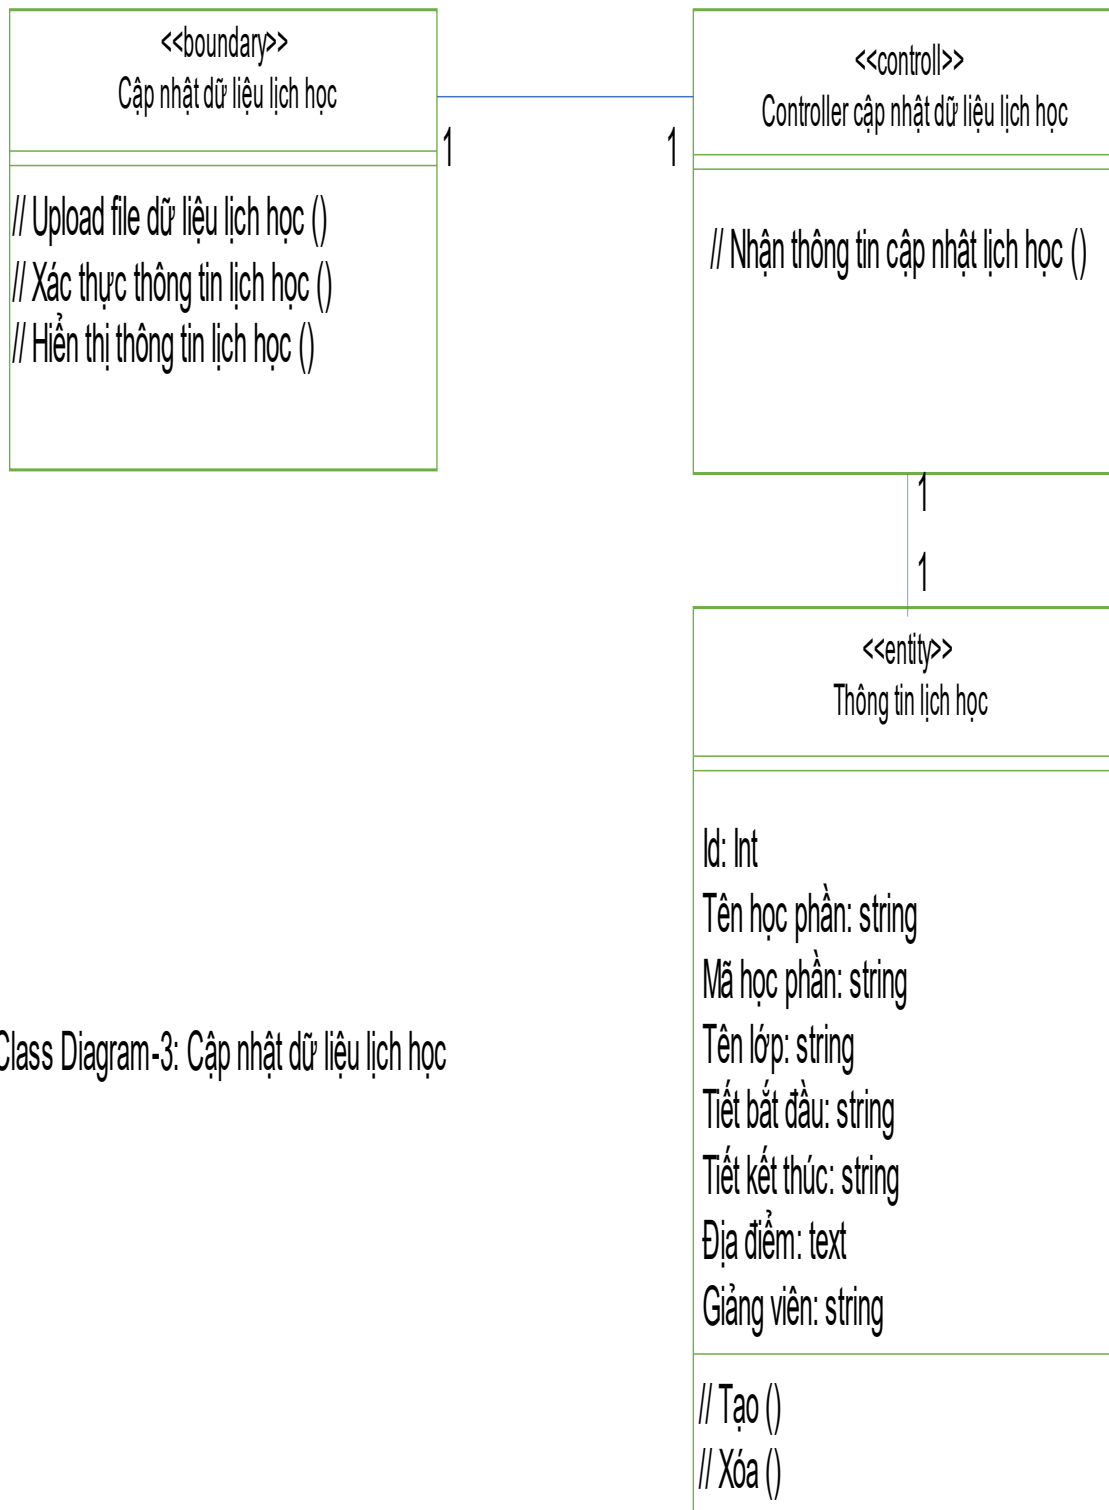 <<boundary>>
Cập nhật dữ liệu lịch học
// Upload file dữ liệu lịch học ()
// Xác thực thông tin lịch học ()
// Hiển thị thông tin lịch học ()
1
1
<<controll>>
Controller cập nhật dữ liệu lịch học
// Nhận thông tin cập nhật lịch học ()
1
1
<<entity>>
Thông tin lịch học
Id: Int
Tên học phần: string
Mã học phần: string
Tên lớp: string
Tiết bắt đầu: string
Tiết kết thúc: string
Địa điểm: text
Giảng viên: string
// Tạo ()
// Xóa ()
Class Diagram-3: Cập nhật dữ liệu lịch học